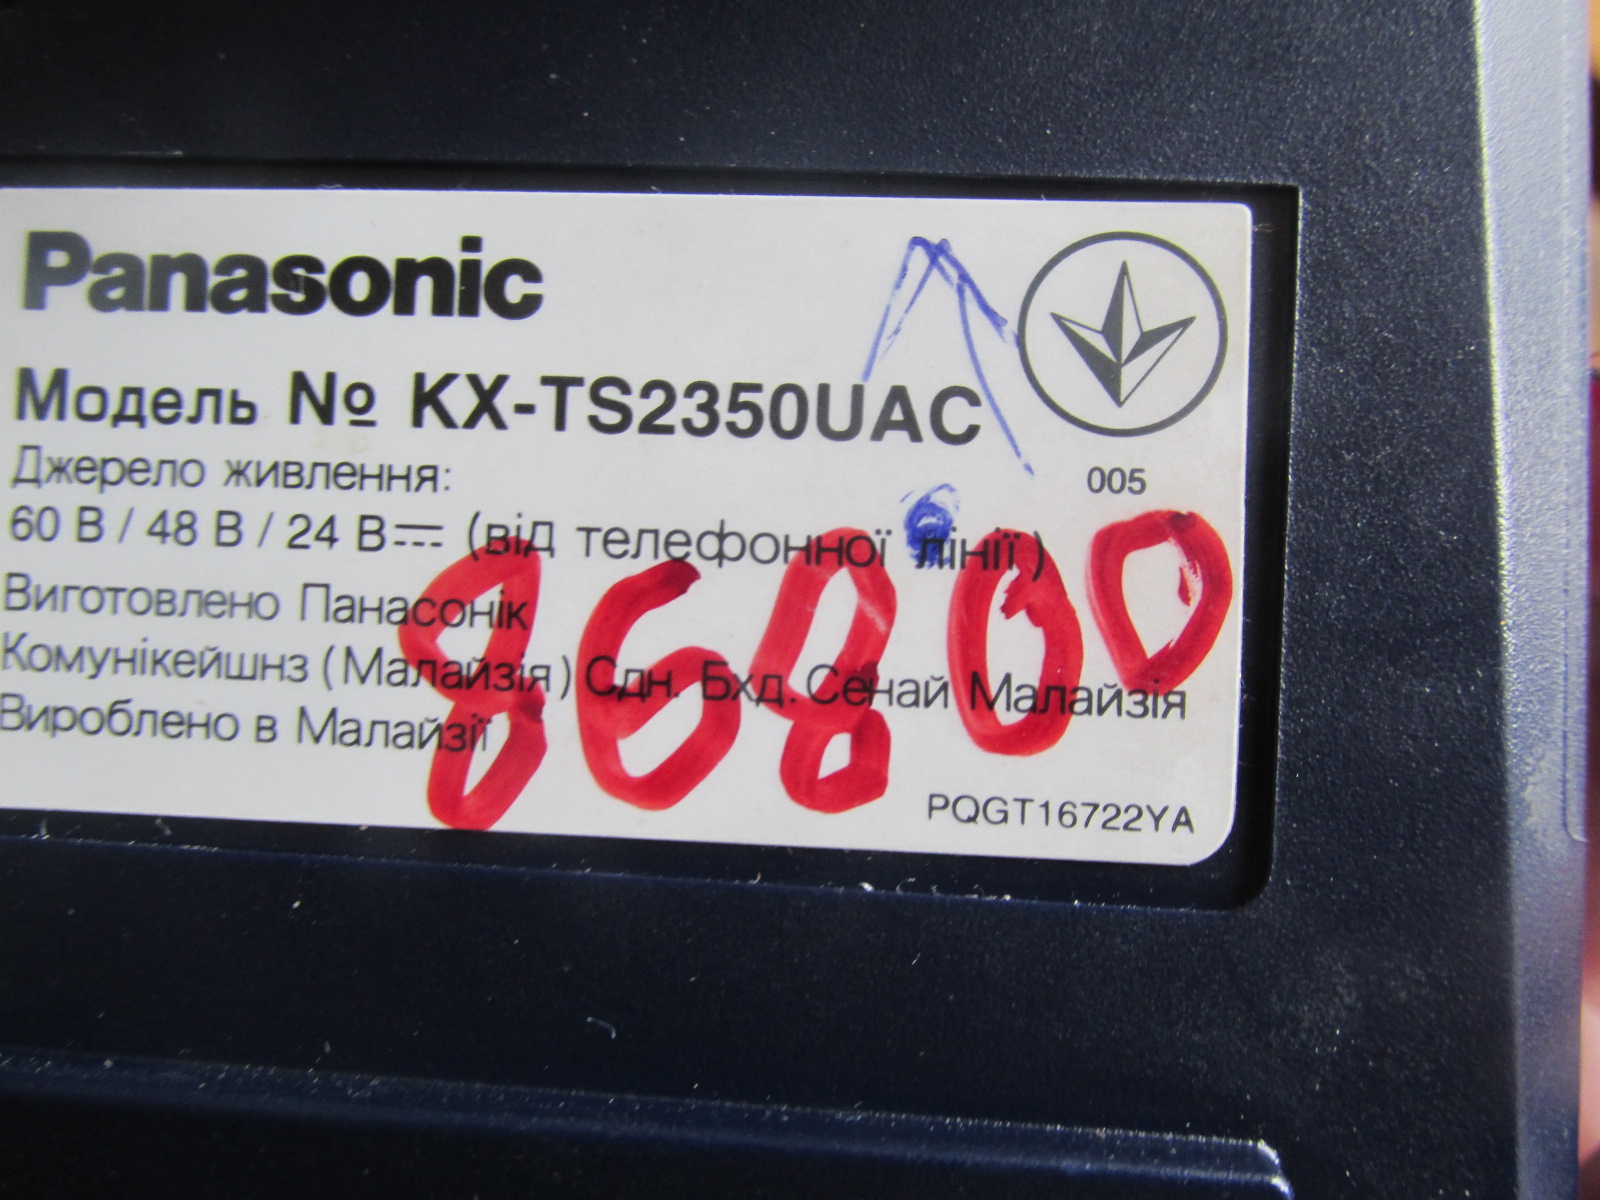 Panasonic
Модель № KX-TS2350UAC
005
Джерело живлення:
60 В / 48 В / 24 В⎓ (від телефонної лінії)
Виготовлено Панасонік
Комунікейшнз (Малайзія) Сдн. Бхд. Сенай Малайзія
Вироблено в Малайзії
86800
PQGT16722YA